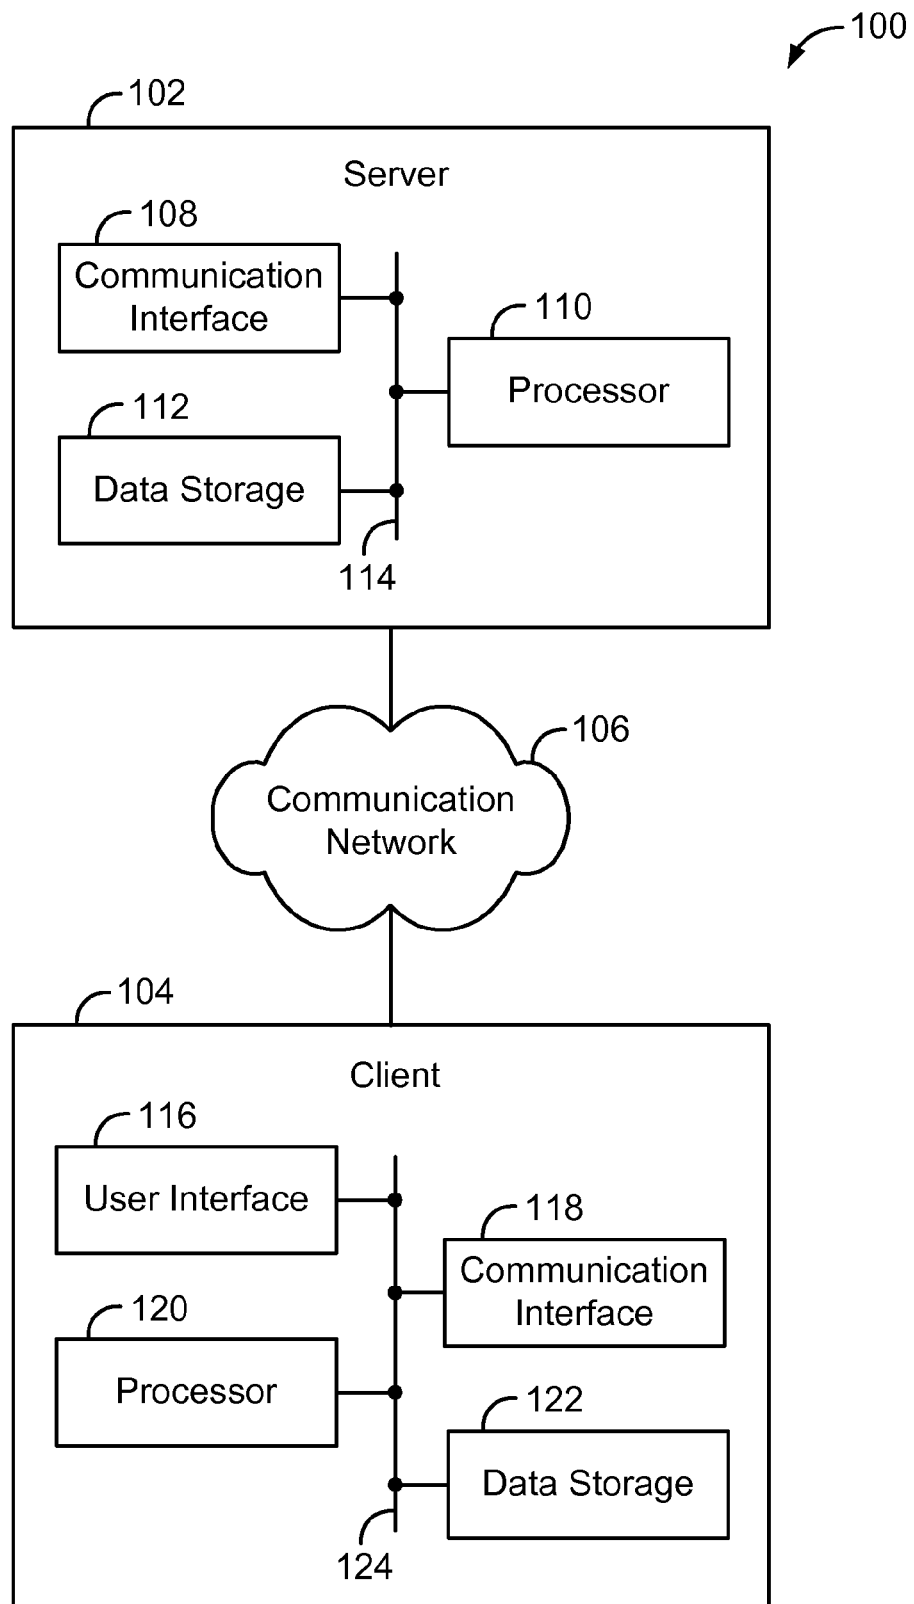 100
102
Server
108
Communication
Interface
110
Processor
112
Data Storage
114
106
Communication
Network
104
Client
116
User Interface
118
Communication
Interface
120
Processor
122
Data Storage
124